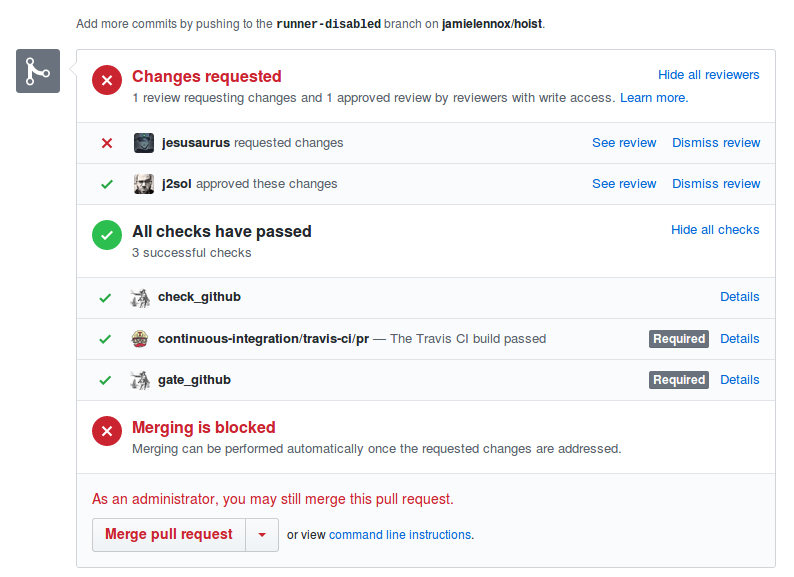 Add more commits by pushing to the runner-disabled branch on jamielennox/hoist.
Changes requested
Hide all reviewers
1 review requesting changes and 1 approved review by reviewers with write access. Learn more.
jesusaurus requested changes
See review
Dismiss review
j2sol approved these changes
See review
Dismiss review
All checks have passed
Hide all checks
3 successful checks
check_github
Details
continuous-integration/travis-ci/pr — The Travis CI build passed
Required
Details
gate_github
Required
Details
Merging is blocked
Merging can be performed automatically once the requested changes are addressed.
As an administrator, you may still merge this pull request.
Merge pull request
or view command line instructions.